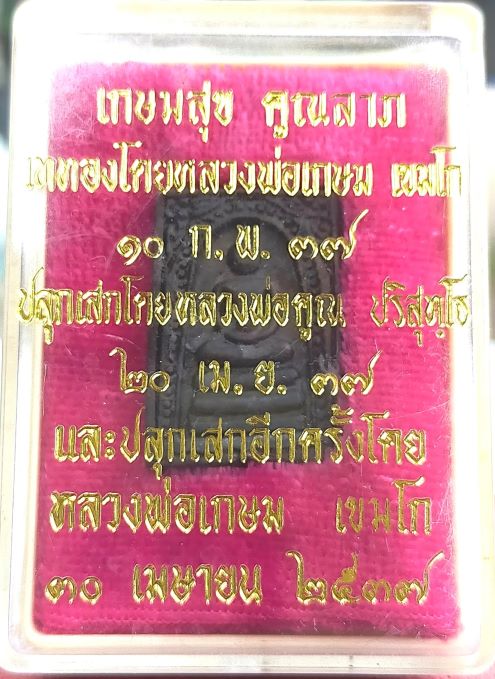 เกษมสุข คูณลาภ
เททองโดยหลวงพ่อเกษม เขมโก
๑๐ ก.พ. ๓๗
ปลุกเสกโดยหลวงพ่อคูณ ปริสุทฺโธ
๒๐ เม.ย. ๓๗
และปลุกเสกอีกครั้งโดย
หลวงพ่อเกษม เขมโก
๓๐ เมษายน ๒๕๓๗